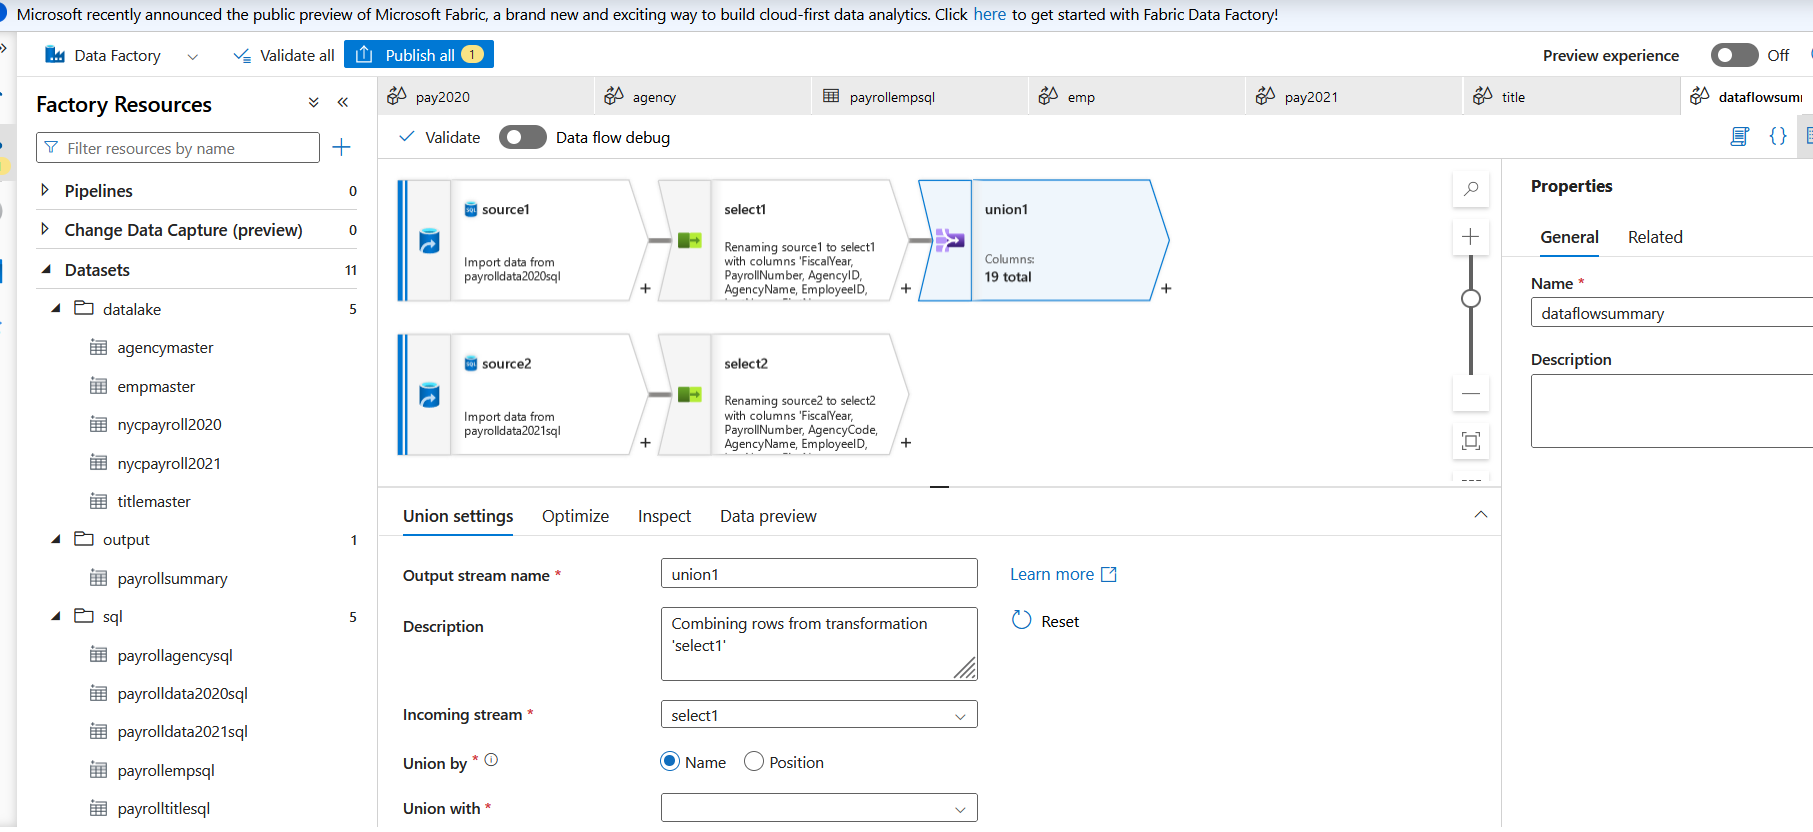 Microsoft recently announced the public preview of Microsoft Fabric, a brand new and exciting way to build cloud-first data analytics. Click here to get started with Fabric Data Factory!
Data Factory
Validate all
Publish all 1
Preview experience
Off
Factory Resources
Filter resources by name
Pipelines 0
Change Data Capture (preview) 0
Datasets 11
datalake 5
agencymaster
empmaster
nycpayroll2020
nycpayroll2021
titlemaster
output 1
payrollsummary
sql 5
payrollagencysql
payrolldata2020sql
payrolldata2021sql
payrollempsql
payrolltitlesql
pay2020
agency
payrollempsql
emp
pay2021
title
dataflowsumm
Validate
Data flow debug
source1
Import data from
payrolldata2020sql
+
select1
Renaming source1 to select1
with columns 'FiscalYear,
PayrollNumber, AgencyID,
AgencyName, EmployeeID,
+
union1
Columns:
19 total
+
source2
Import data from
payrolldata2021sql
+
select2
Renaming source2 to select2
with columns 'FiscalYear,
PayrollNumber, AgencyCode,
AgencyName, EmployeeID,
+
Union settings
Optimize
Inspect
Data preview
Output stream name *
union1
Learn more
Description
Combining rows from transformation
'select1'
Reset
Incoming stream *
select1
Union by *
Name
Position
Union with *
Properties
General
Related
Name *
dataflowsummary
Description